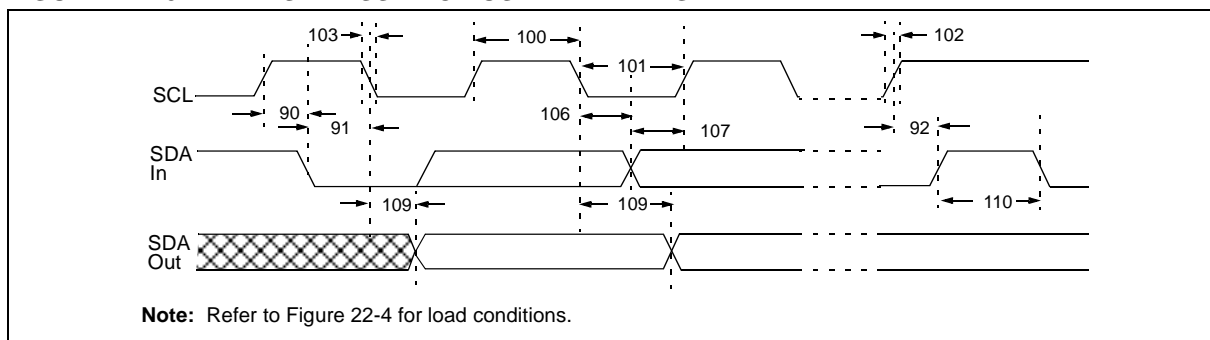 103
100
101
102
SCL
90
91
106
107
92
SDA
In
109
109
110
SDA
Out
Note: Refer to Figure 22-4 for load conditions.